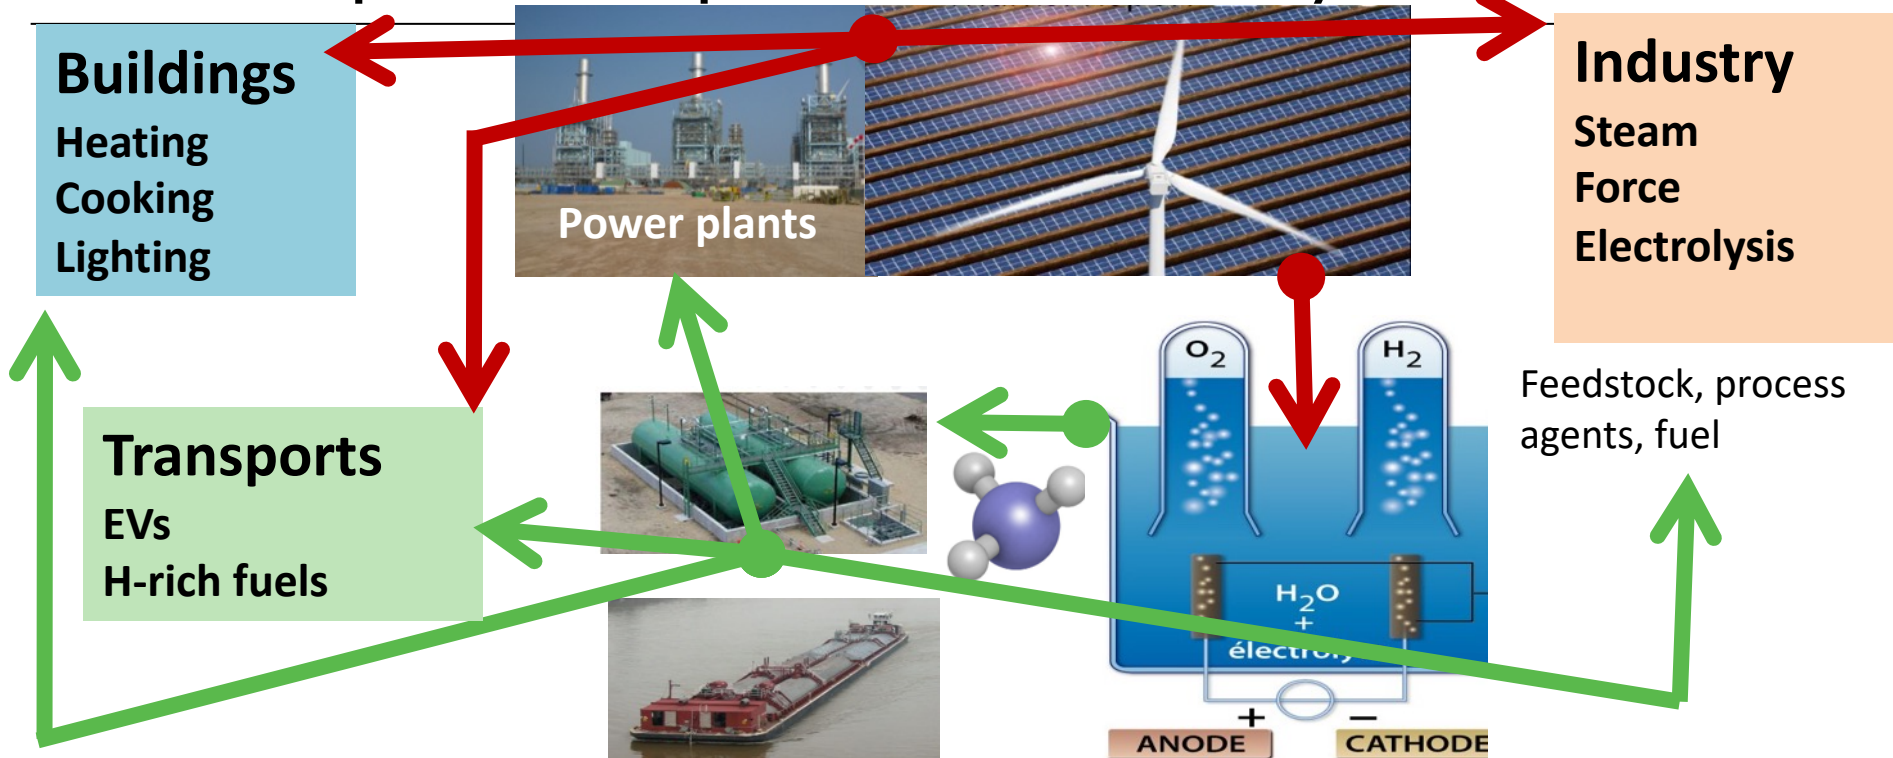 Buildings
Heating
Cooking
Lighting
Power plants
Industry
Steam
Force
Electrolysis
Feedstock, process
agents, fuel
Transports
EVs
H-rich fuels
O2
H2
H2O
+
+
−
ANODE
CATHODE